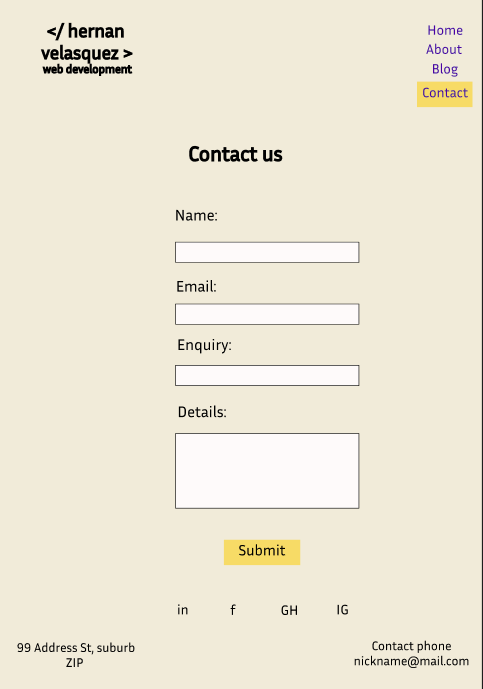 </ hernan
velasquez >
web development
Home
About
Blog
Contact
Contact us
Name:
Email:
Enquiry:
Details:
Submit
in f GH IG
99 Address St, suburb
ZIP
Contact phone
nickname@mail.com